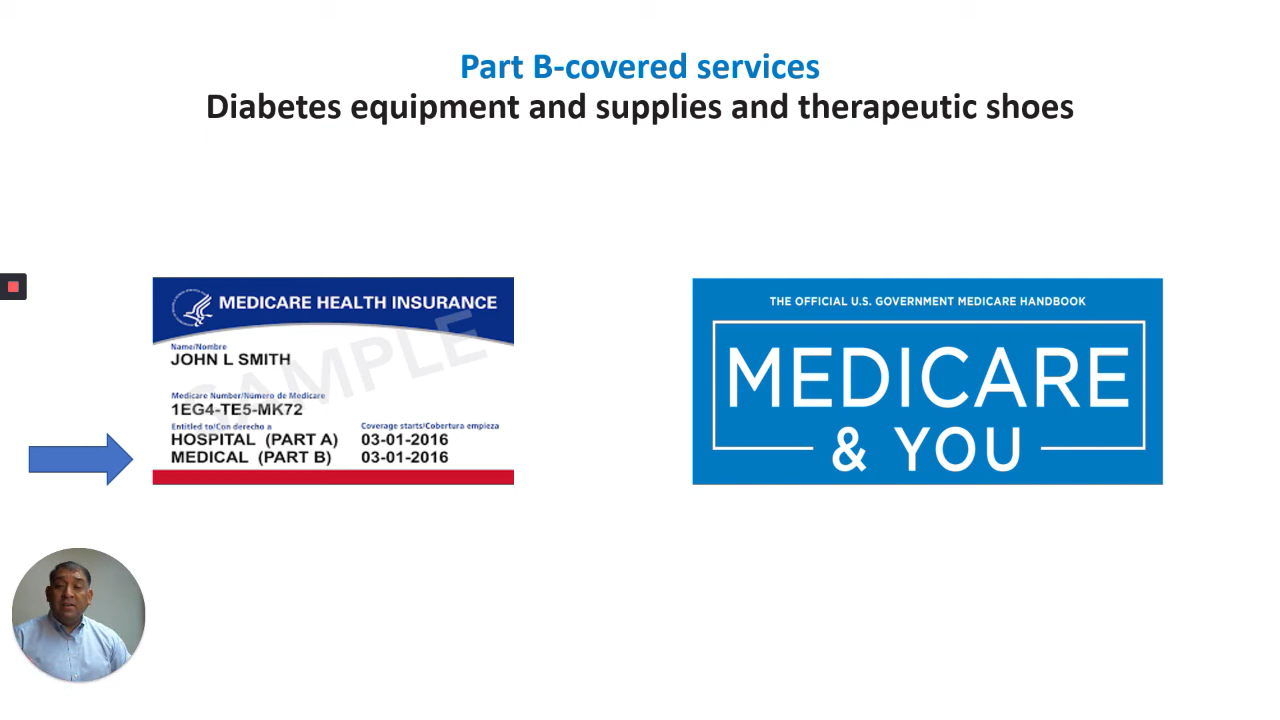 Part B-covered services
Diabetes equipment and supplies and therapeutic shoes
MEDICARE HEALTH INSURANCE
Name/Nombre
JOHN L SMITH
SAMPLE
Medicare Number/Número de Medicare
1EG4-TE5-MK72
Entitled to/Con derecho a Coverage starts/Cobertura empieza
HOSPITAL (PART A) 03-01-2016
MEDICAL (PART B) 03-01-2016
THE OFFICIAL U.S. GOVERNMENT MEDICARE HANDBOOK
MEDICARE
& YOU